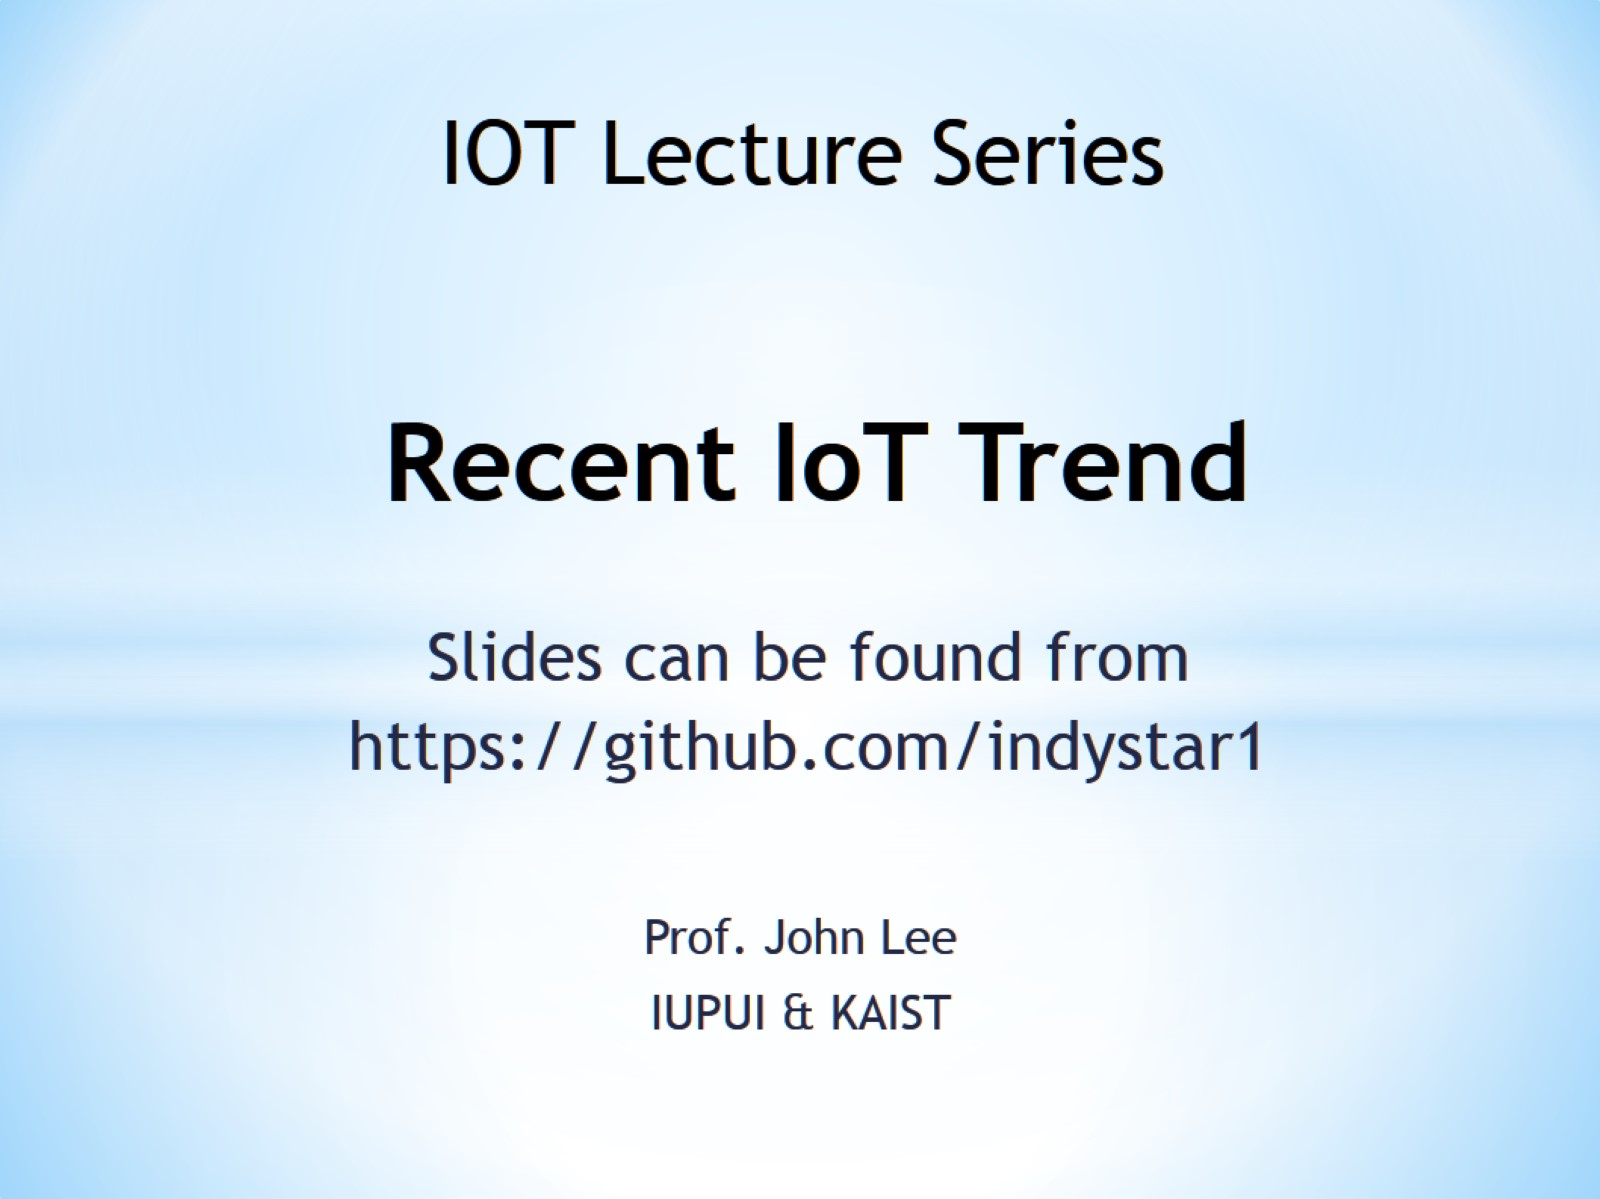 IOT Lecture Series
Recent IoT Trend
Slides can be found from
https://github.com/indystar1
Prof. John Lee
IUPUI & KAIST